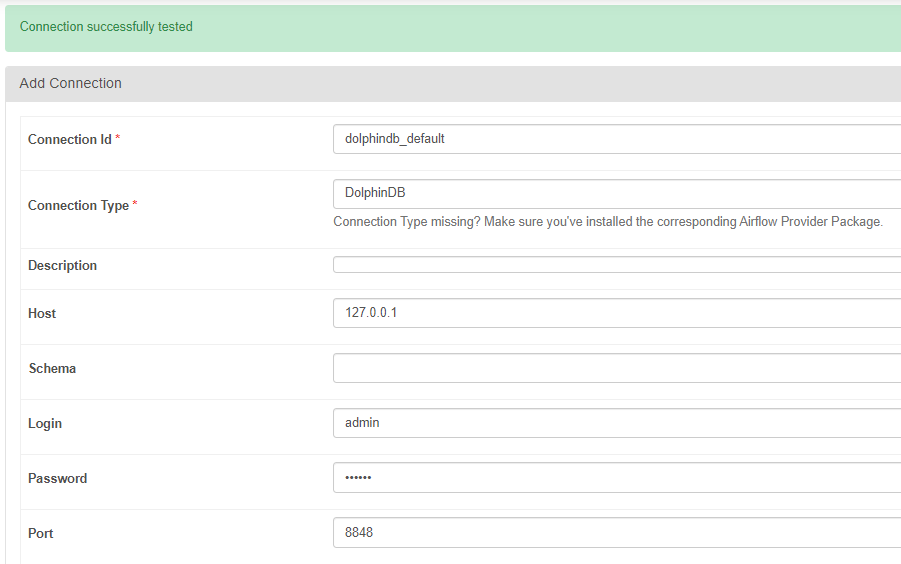 Connection successfully tested
Add Connection
Connection Id *
dolphindb_default
Connection Type *
DolphinDB
Connection Type missing? Make sure you've installed the corresponding Airflow Provider Package.
Description
Host
127.0.0.1
Schema
Login
admin
Password
••••••
Port
8848